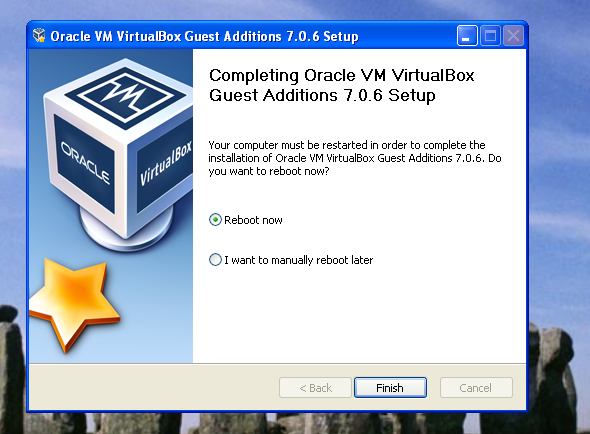 Oracle VM VirtualBox Guest Additions 7.0.6 Setup
Completing Oracle VM VirtualBox
Guest Additions 7.0.6 Setup
ORACLE
VirtualBox
Your computer must be restarted in order to complete the
installation of Oracle VM VirtualBox Guest Additions 7.0.6. Do
you want to reboot now?
Reboot now
I want to manually reboot later
< Back
Finish
Cancel